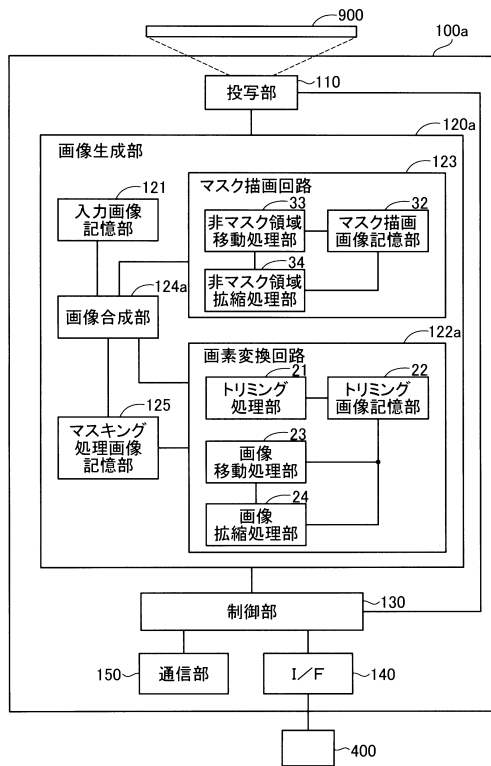 900
100a
110
投写部
120a
画像生成部
123
マスク描画回路
121
入力画像
記憶部
33
非マスク領域
移動処理部
32
マスク描画
画像記憶部
34
非マスク領域
拡縮処理部
124a
画像合成部
122a
画素変換回路
21
トリミング
処理部
22
トリミング
画像記憶部
125
マスキング
処理画像
記憶部
23
画像
移動処理部
24
画像
拡縮処理部
制御部
130
150
通信部
I/F
140
400